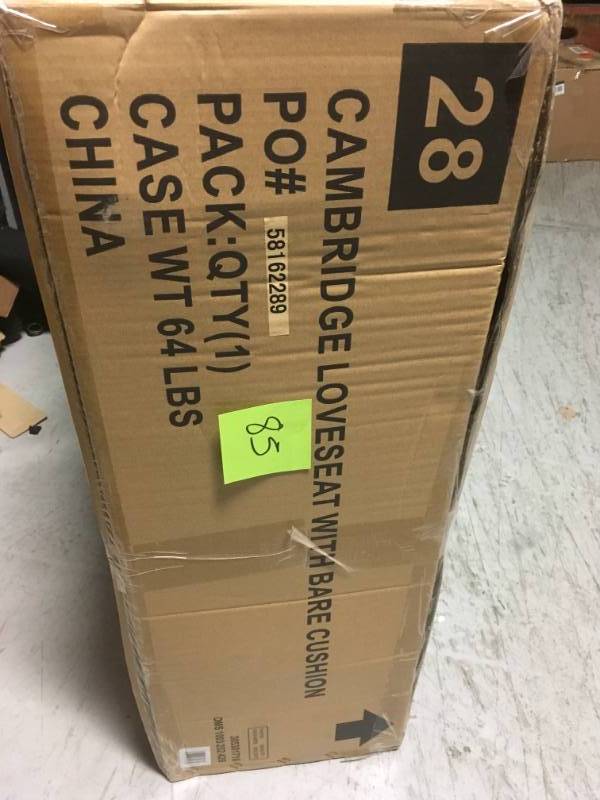 28
CAMBRIDGE LOVESEAT WITH BARE CUSHION
PO# 58162289
PACK:QTY(1)
CASE WT 64 LBS
CHINA
85